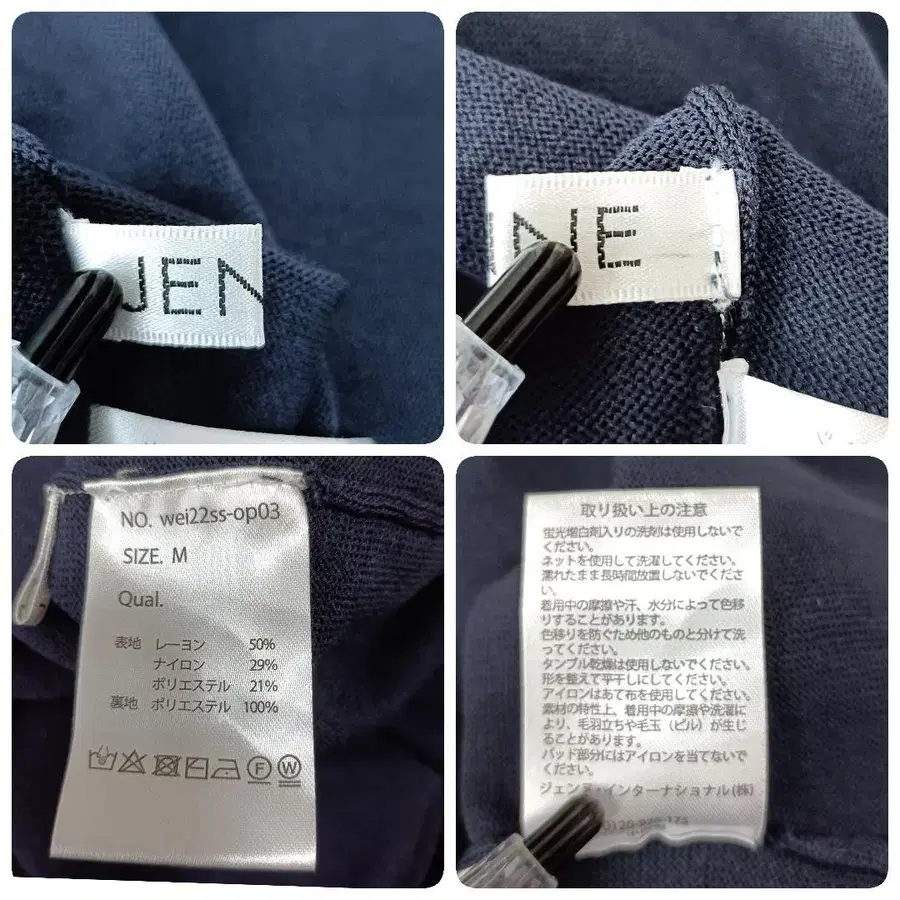 JEN
NE
NO. wei22ss-op03
SIZE. M
Qual.
表地 レーヨン 50%
ナイロン 29%
ポリエステル 21%
裏地 ポリエステル 100%
F W
取り扱い上の注意
蛍光増白剤入りの洗剤は使用しないで
ください。
ネットを使用して洗濯してください。
濡れたまま長時間放置しないでくださ
い。
着用中の摩擦や汗、水分によって色移
りすることがあります。
色移りを防ぐため他のものと分けて洗
ってください。
タンブル乾燥は使用しないでください。
形を整えて平干しにしてください。
アイロンはあて布を使用してください。
素材の特性上、着用中の摩擦や洗濯に
より、毛羽立ちや毛玉（ピル）が生じ
ることがあります。
パッド部分にはアイロンを当てないで
ください。
ジェンヌ・インターナショナル(株)